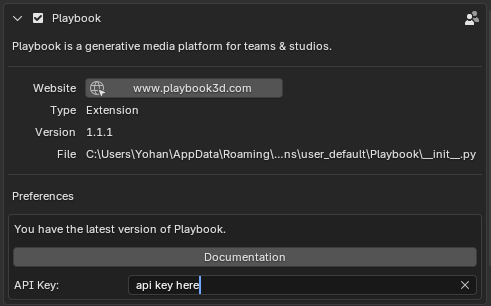 Playbook
Playbook is a generative media platform for teams & studios.
Website www.playbook3d.com
Type Extension
Version 1.1.1
File C:\Users\Yohan\AppData\Roaming\...ns\user_default\Playbook\__init__.py
Preferences
You have the latest version of Playbook.
Documentation
API Key: api key here